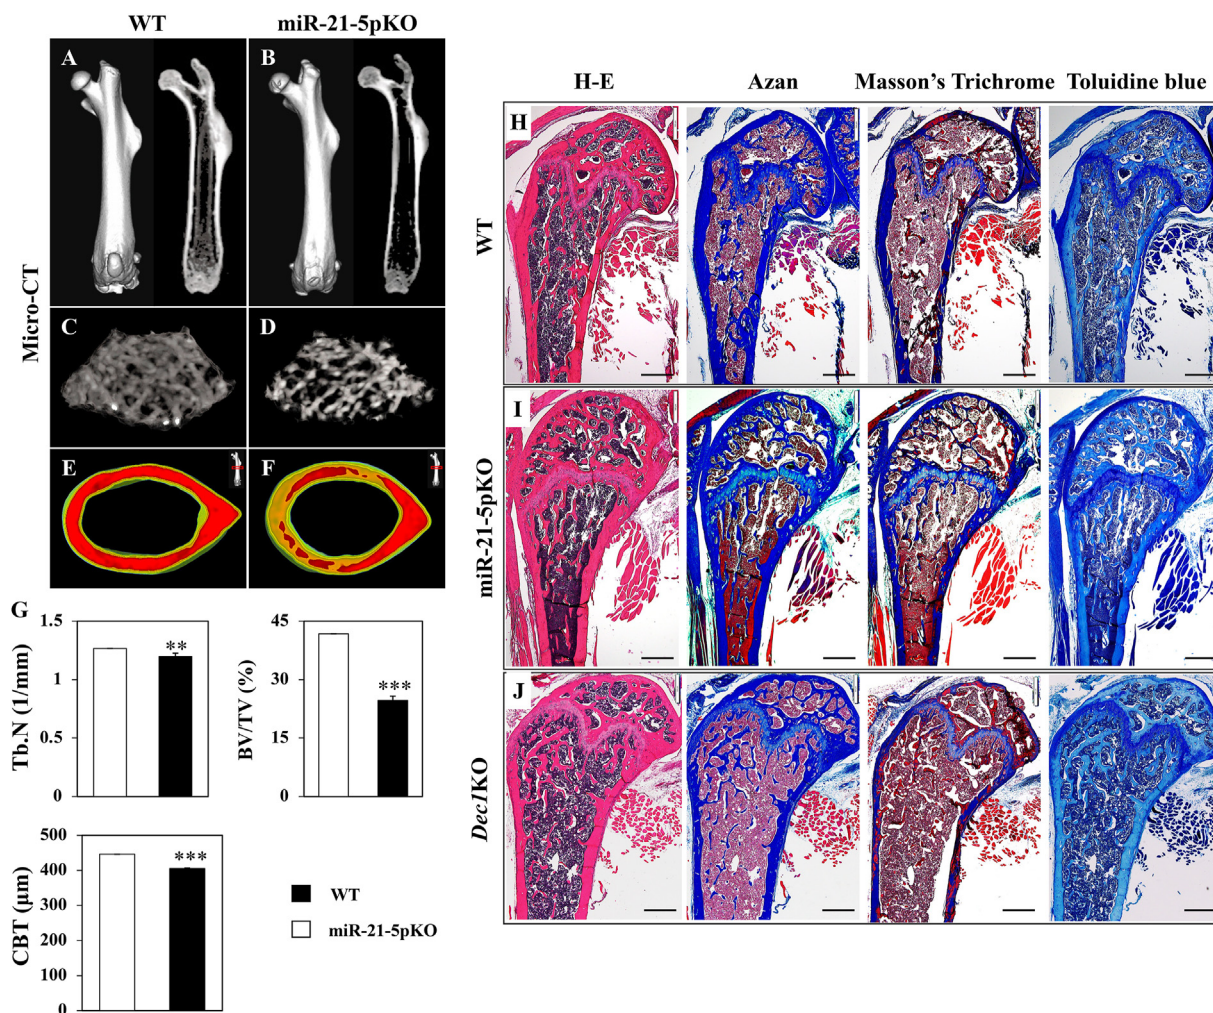 WT
miR-21-5pKO
Micro-CT
A
B
C
D
E
F
G
Tb.N (1/mm)
1.5
1
0.5
0
**
BV/TV (%)
45
30
15
0
***
CBT (μm)
500
400
300
200
100
0
***
WT
miR-21-5pKO
H-E
Azan
Masson's Trichrome
Toluidine blue
WT
H
miR-21-5pKO
I
Dec1KO
J